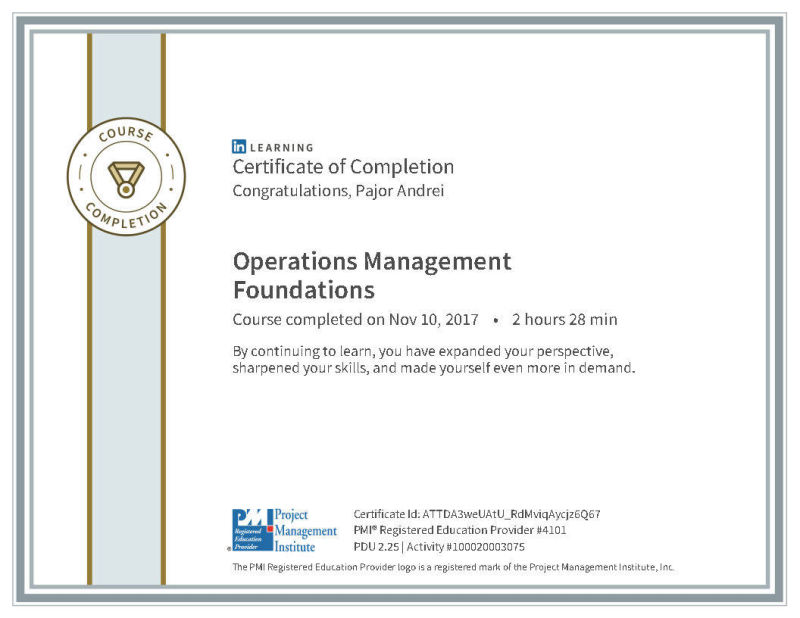 COURSE
COMPLETION
in LEARNING
Certificate of Completion
Congratulations, Pajor Andrei
Operations Management
Foundations
Course completed on Nov 10, 2017 • 2 hours 28 min
By continuing to learn, you have expanded your perspective,
sharpened your skills, and made yourself even more in demand.
PMI
Registered
Education
Provider
®
Project
Management
Institute
Certificate Id: ATTDA3weUAtU_RdMviqAycjz6Q67
PMI® Registered Education Provider #4101
PDU 2.25 | Activity #100020003075
The PMI Registered Education Provider logo is a registered mark of the Project Management Institute, Inc.